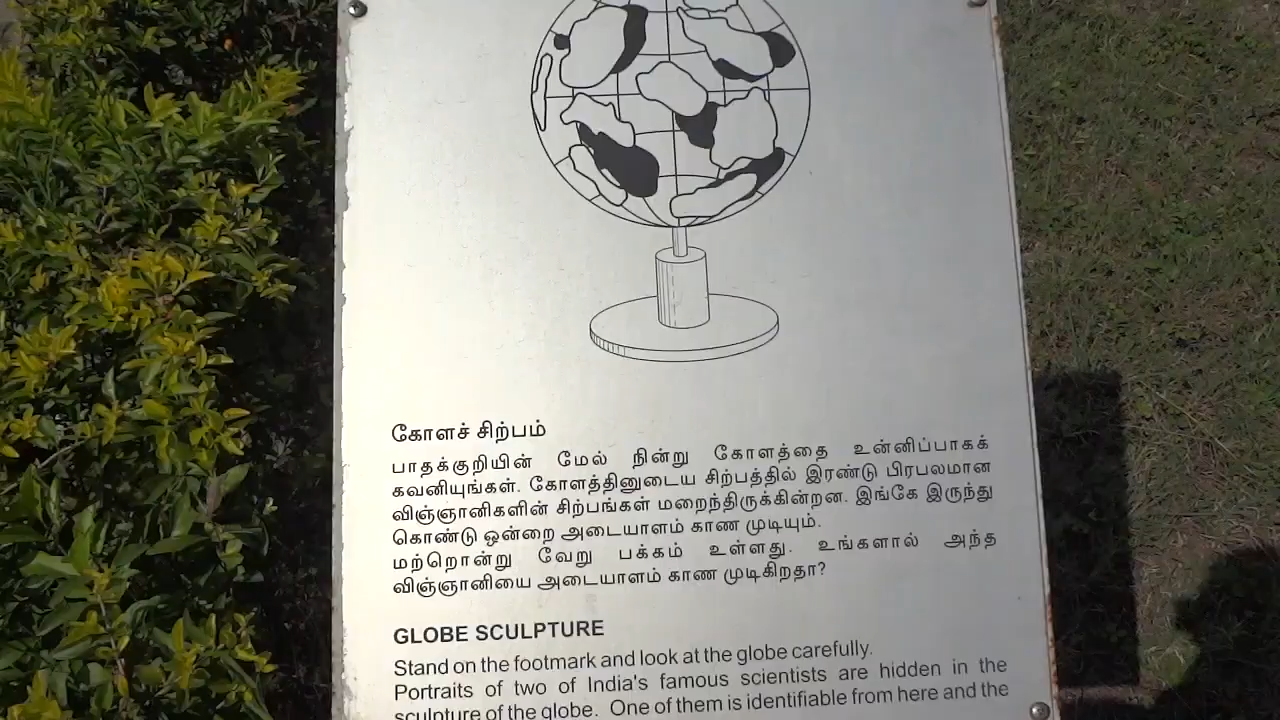 கோளச் சிற்பம்
பாதக்குறியின் மேல் நின்று கோளத்தை உன்னிப்பாகக்
கவனியுங்கள். கோளத்தினுடைய சிற்பத்தில் இரண்டு பிரபலமான
விஞ்ஞானிகளின் சிற்பங்கள் மறைந்திருக்கின்றன. இங்கே இருந்து
கொண்டு ஒன்றை அடையாளம் காண முடியும்.
மற்றொன்று வேறு பக்கம் உள்ளது. உங்களால் அந்த
விஞ்ஞானியை அடையாளம் காண முடிகிறதா?
GLOBE SCULPTURE
Stand on the footmark and look at the globe carefully.
Portraits of two of India's famous scientists are hidden in the
sculpture of the globe. One of them is identifiable from here and the